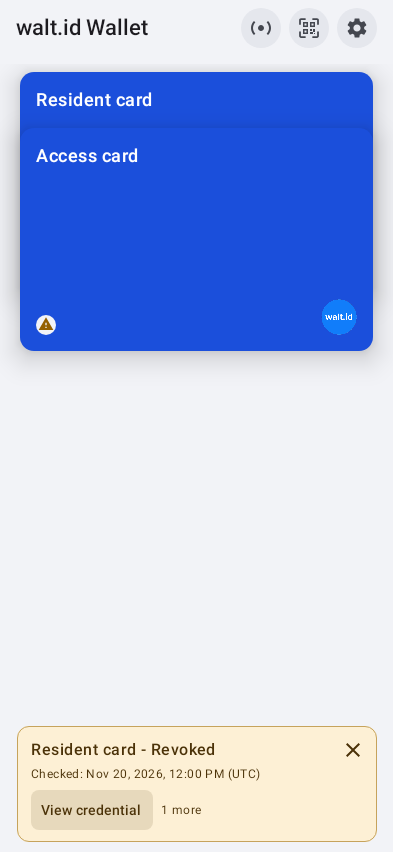 walt.id Wallet
Resident card
Access card
walt.id
Resident card - Revoked
Checked: Nov 20, 2026, 12:00 PM (UTC)
View credential
1 more